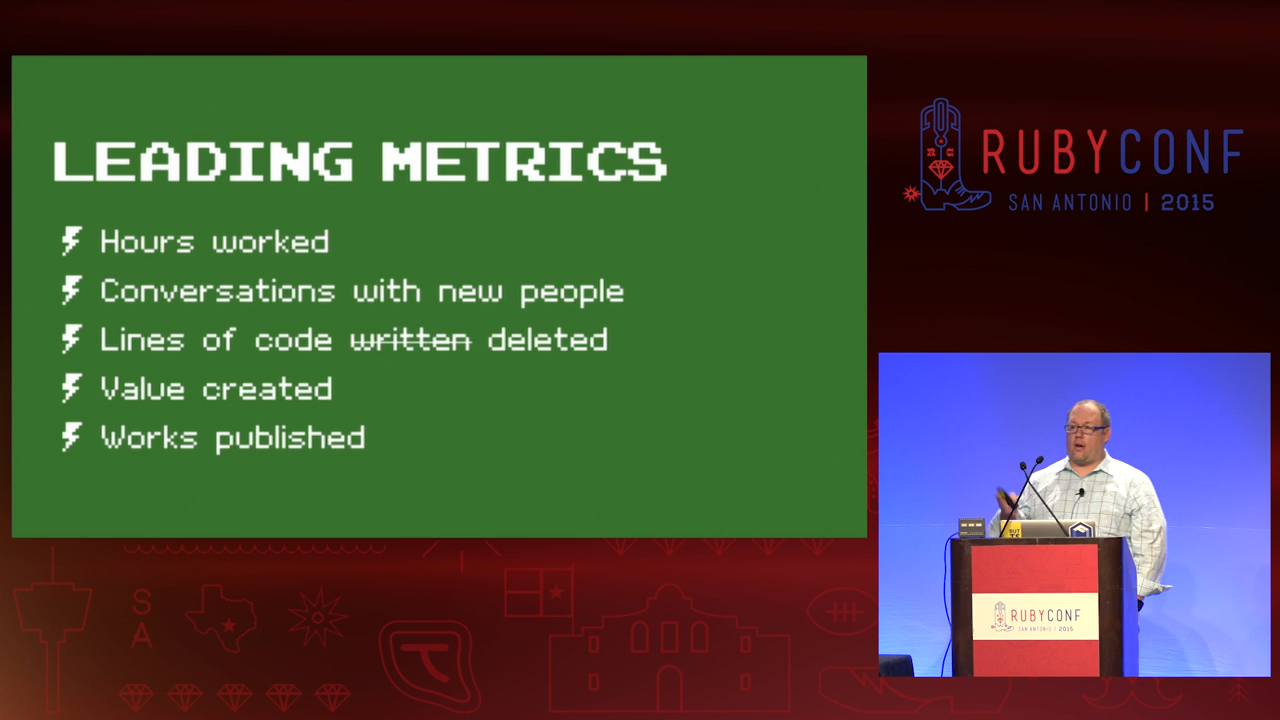 LEADING METRICS
Hours worked
Conversations with new people
Lines of code written deleted
Value created
Works published
RUBYCONF
SAN ANTONIO | 2015
S
A
RUBYCONF
SAN ANTONIO | 2015